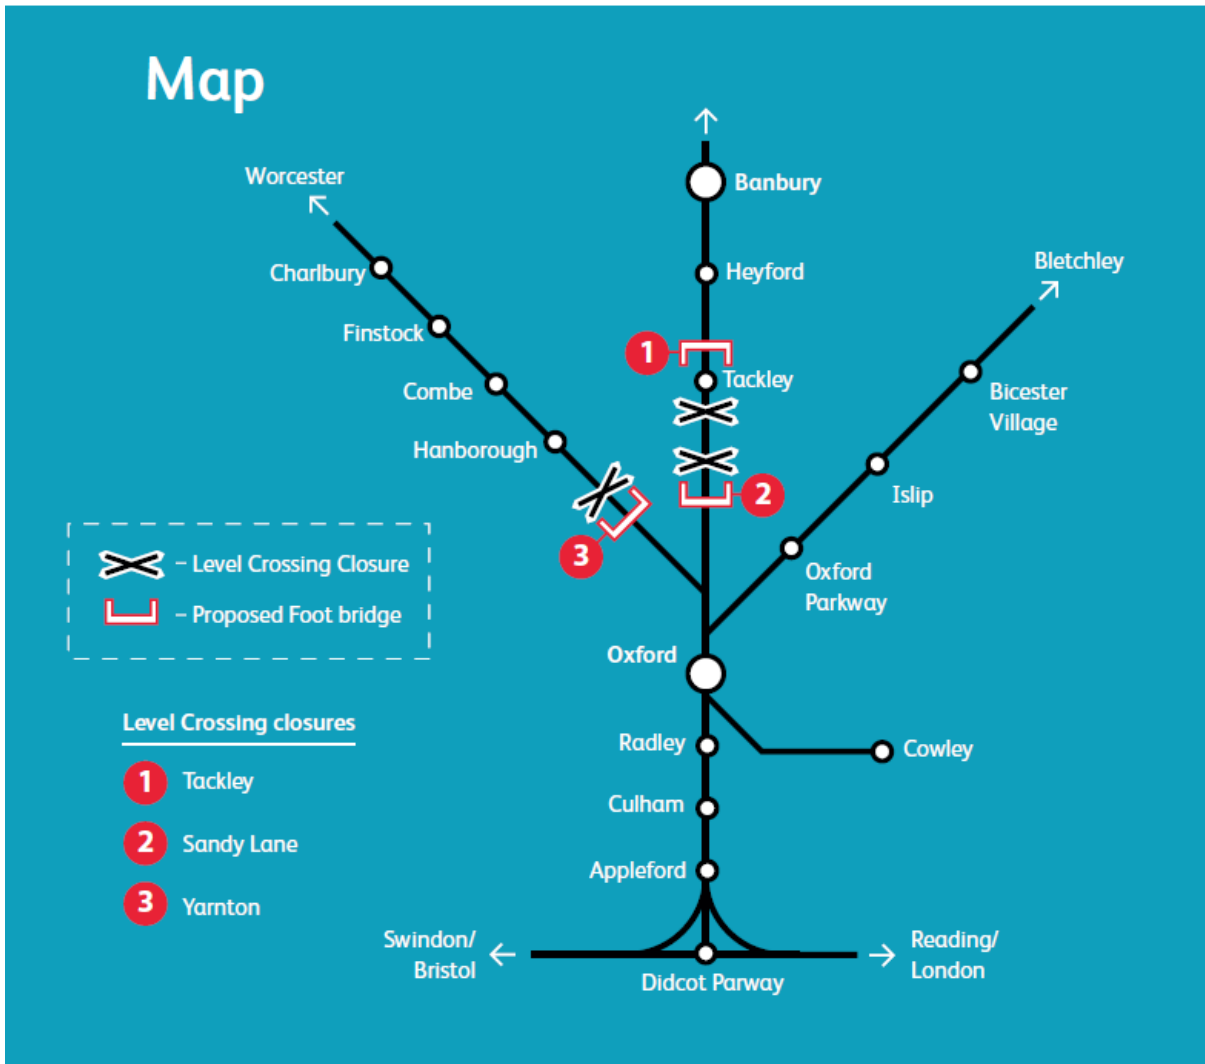 Map
Worcester
Banbury
Charlbury
Heyford
Bletchley
Finstock
1
Tackley
Combe
Bicester
Village
Hanborough
2
Islip
3
Oxford
Parkway
– Level Crossing Closure
– Proposed Foot bridge
Oxford
Level Crossing closures
Radley
Cowley
1 Tackley
Culham
2 Sandy Lane
Appleford
3 Yarnton
Swindon/
Bristol
Reading/
London
Didcot Parway